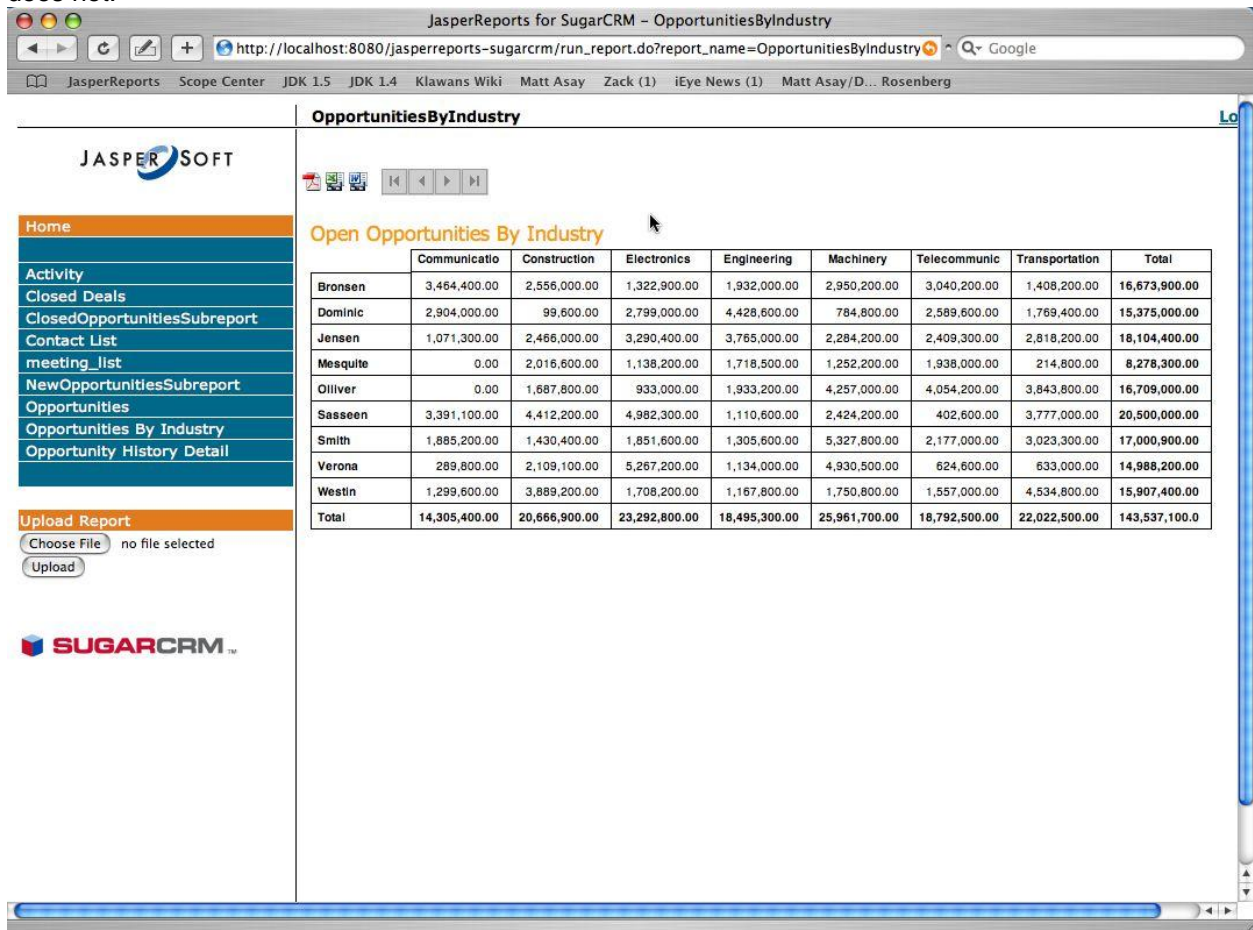 does not.
JasperReports for SugarCRM – OpportunitiesByIndustry
http://localhost:8080/jasperreports-sugarcrm/run_report.do?report_name=OpportunitiesByIndustry Google
JasperReports Scope Center JDK 1.5 JDK 1.4 Klawans Wiki Matt Asay Zack (1) iEye News (1) Matt Asay/D... Rosenberg
OpportunitiesByIndustry Lo
JASPERSOFT
Home
Activity
Closed Deals
ClosedOpportunitiesSubreport
Contact List
meeting_list
NewOpportunitiesSubreport
Opportunities
Opportunities By Industry
Opportunity History Detail
Upload Report
Choose File no file selected
Upload
SUGARCRM TM
Open Opportunities By Industry
Communicatio Construction Electronics Engineering Machinery Telecommunic Transportation Total
Bronsen 3,464,400.00 2,556,000.00 1,322,900.00 1,932,000.00 2,950,200.00 3,040,200.00 1,408,200.00 16,673,900.00
Dominic 2,904,000.00 99,600.00 2,799,000.00 4,428,600.00 784,800.00 2,589,600.00 1,769,400.00 15,375,000.00
Jensen 1,071,300.00 2,466,000.00 3,290,400.00 3,765,000.00 2,284,200.00 2,409,300.00 2,818,200.00 18,104,400.00
Mesquite 0.00 2,016,600.00 1,138,200.00 1,718,500.00 1,252,200.00 1,938,000.00 214,800.00 8,278,300.00
Olliver 0.00 1,687,800.00 933,000.00 1,933,200.00 4,257,000.00 4,054,200.00 3,843,800.00 16,709,000.00
Sasseen 3,391,100.00 4,412,200.00 4,982,300.00 1,110,600.00 2,424,200.00 402,600.00 3,777,000.00 20,500,000.00
Smith 1,885,200.00 1,430,400.00 1,851,600.00 1,305,600.00 5,327,800.00 2,177,000.00 3,023,300.00 17,000,900.00
Verona 289,800.00 2,109,100.00 5,267,200.00 1,134,000.00 4,930,500.00 624,600.00 633,000.00 14,988,200.00
Westin 1,299,600.00 3,889,200.00 1,708,200.00 1,167,800.00 1,750,800.00 1,557,000.00 4,534,800.00 15,907,400.00
Total 14,305,400.00 20,666,900.00 23,292,800.00 18,495,300.00 25,961,700.00 18,792,500.00 22,022,500.00 143,537,100.0